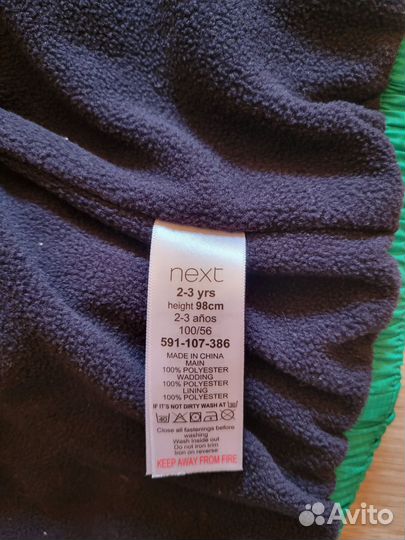 next
2-3 yrs
height 98cm
2-3 años
100/56
591-107-386
MADE IN CHINA
MAIN
100% POLYESTER
WADDING
100% POLYESTER
LINING
100% POLYESTER
IF IT'S NOT DIRTY WASH AT 30
Close all fastenings before
washing
Wash inside out
Do not iron trim
Iron on reverse
KEEP AWAY FROM FIRE
Avito